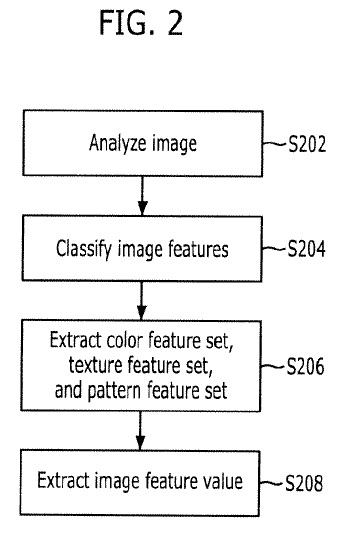 FIG. 2
Analyze image
S202
Classify image features
S204
Extract color feature set,
texture feature set,
and pattern feature set
S206
Extract image feature value
S208